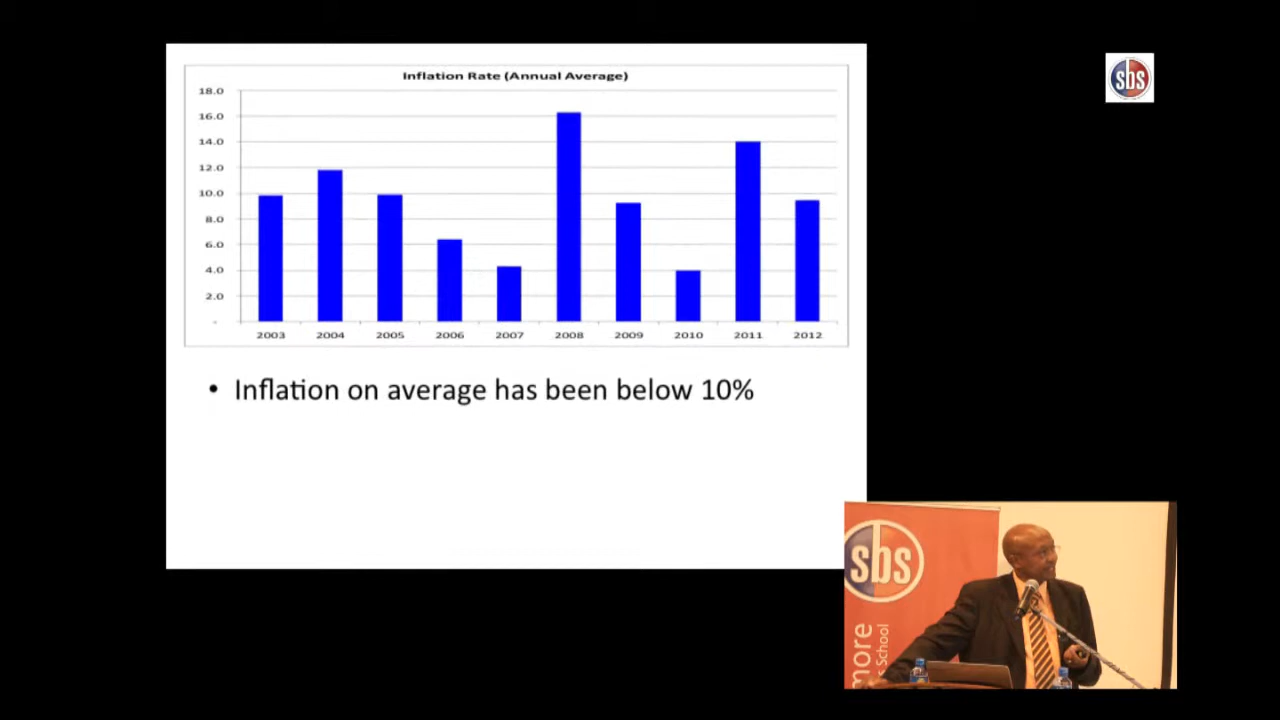 Inflation Rate (Annual Average)
18.0
16.0
14.0
12.0
10.0
8.0
6.0
4.0
2.0
-
2003 2004 2005 2006 2007 2008 2009 2010 2011 2012
• Inflation on average has been below 10%
sbs
sbs
more
s School